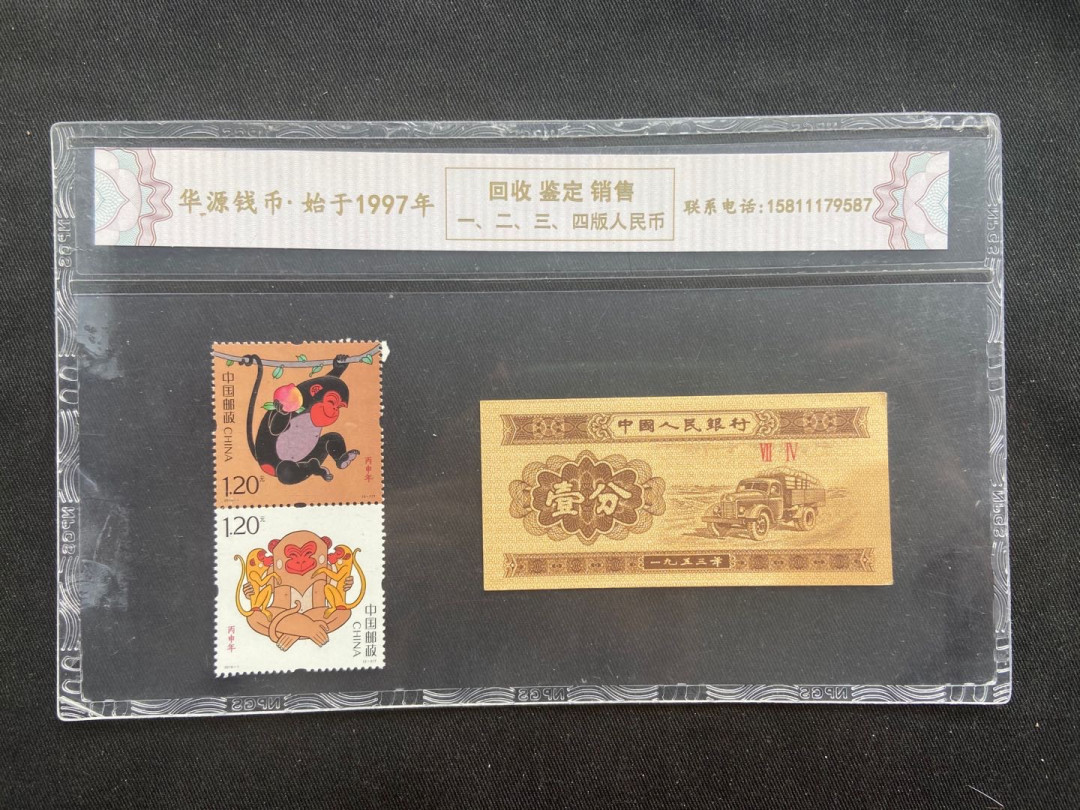 华源钱币·始于1997年
回收 鉴定 销售
一、二、三、四版人民币
联系电话:15811179587
中国邮政 CHINA
丙申年
1.20元
1.20元
丙申年
中国邮政 CHINA
中國人民銀行
VII IV
壹分
一九五三年
NPGS